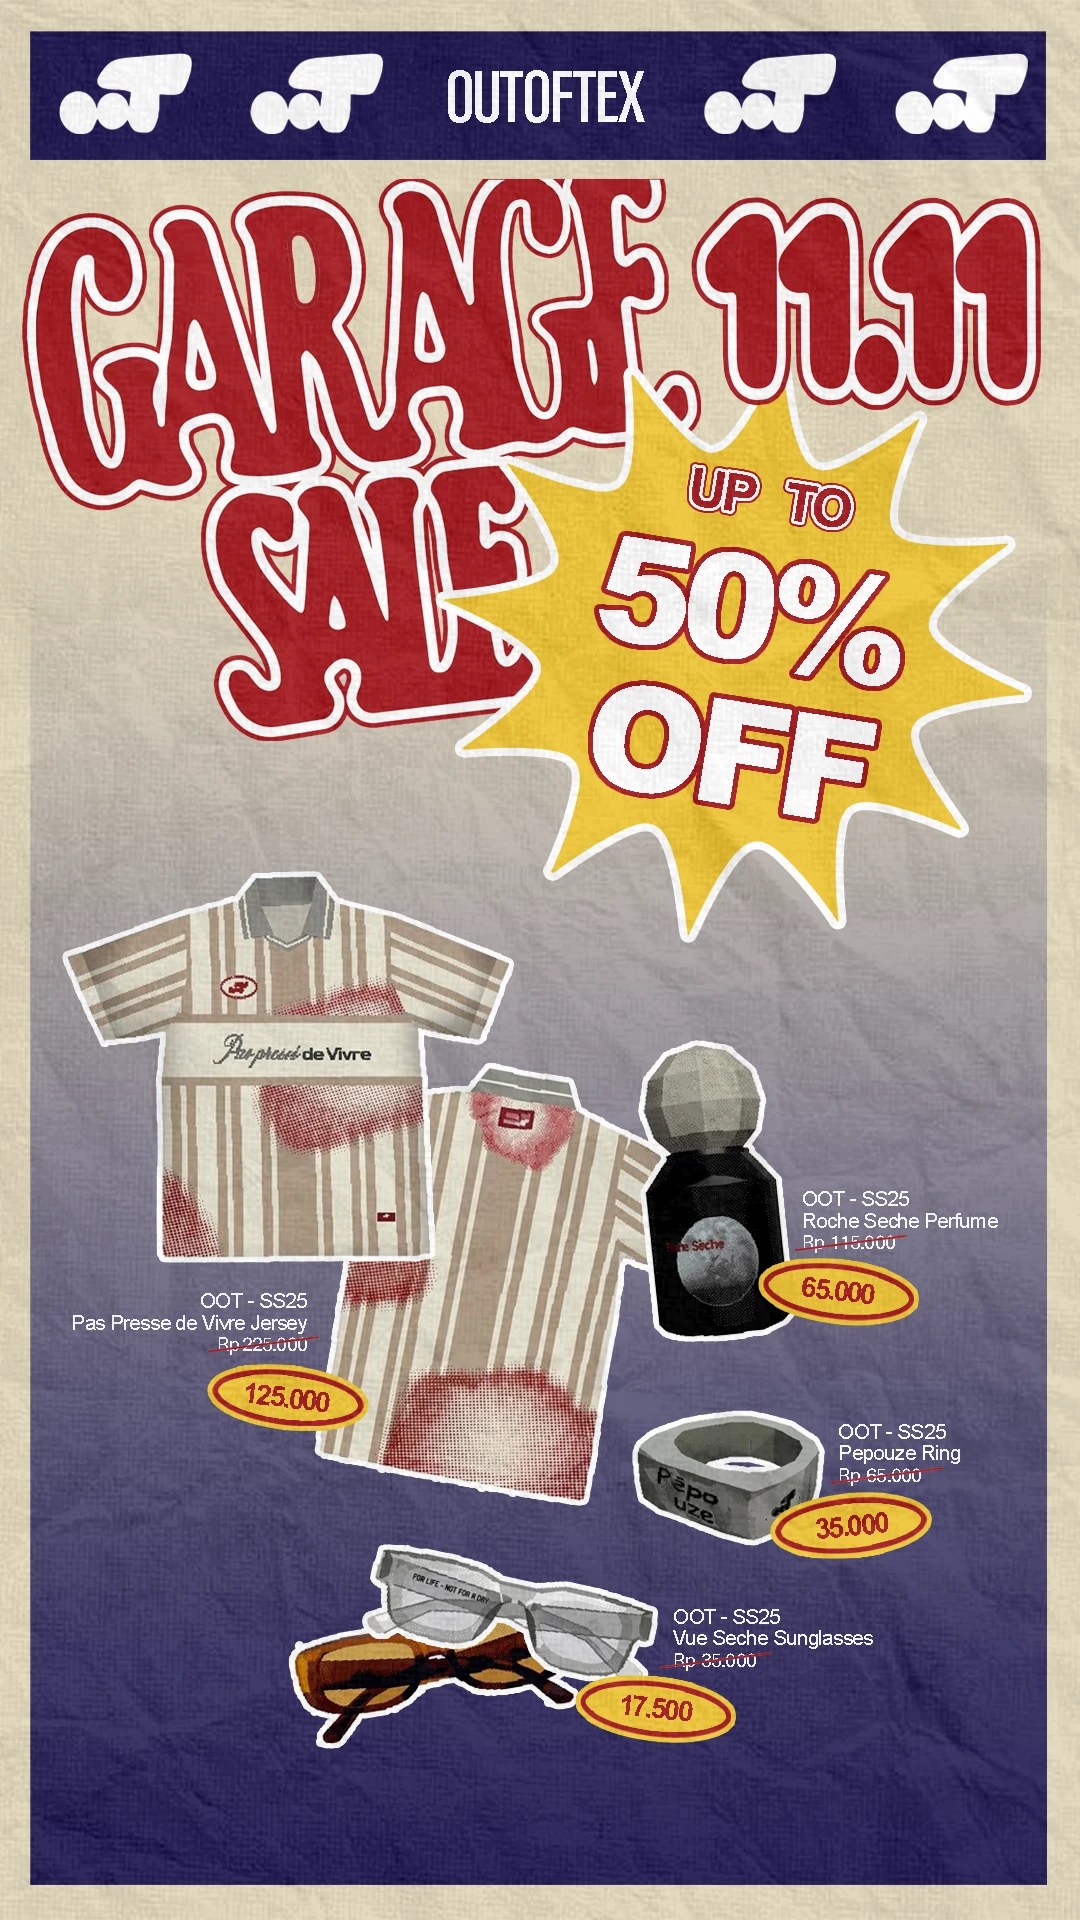 OUTOFTEX
GARAGE
SALE
11.11
UP TO
50%
OFF
Pas pressé de Vivre
OOT - SS25
Roche Seche Perfume
Rp 115.000
65.000
Sèche
OOT - SS25
Pas Presse de Vivre Jersey
Rp 225.000
125.000
OOT - SS25
Pepouze Ring
Rp 65.000
35.000
Pépo
uze
FOR LIFE - NOT FOR A DAY
OOT - SS25
Vue Seche Sunglasses
Rp 35.000
17.500